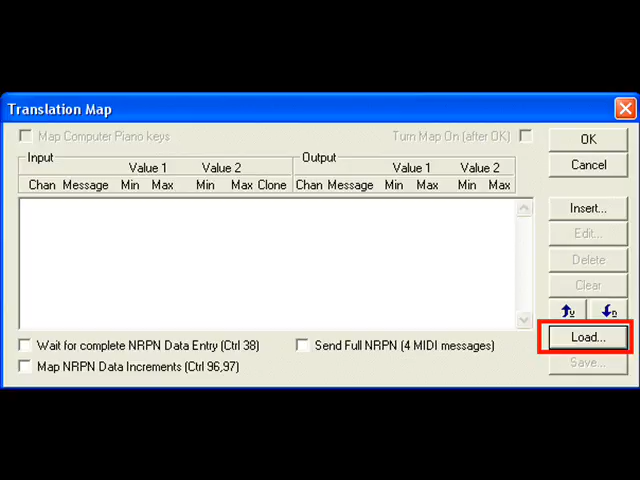 Translation Map
Map Computer Piano keys
Turn Map On (after OK)
OK
Cancel
Input
Output
Value 1
Value 2
Value 1
Value 2
Chan Message Min Max Min Max Clone Chan Message Min Max Min Max
Insert...
Edit...
Delete
Clear
U
D
Load...
Save...
Wait for complete NRPN Data Entry (Ctrl 38)
Send Full NRPN (4 MIDI messages)
Map NRPN Data Increments (Ctrl 96,97)